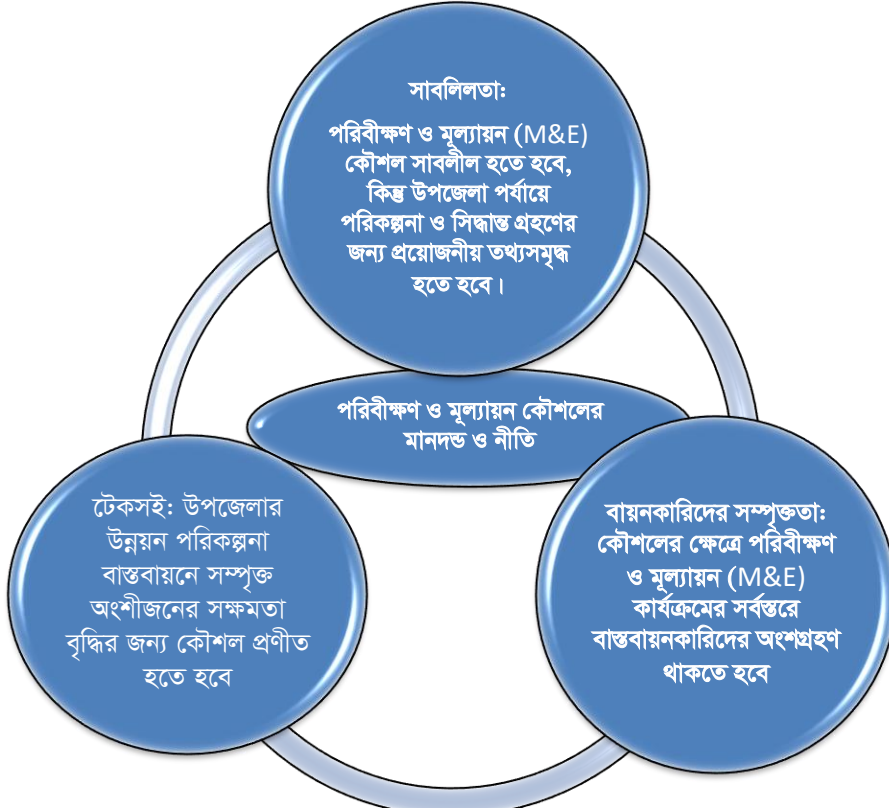 সাবলিলতা:
পরিবীক্ষণ ও মূল্যায়ন (M&E)
কৌশল সাবলীল হতে হবে,
কিন্তু উপজেলা পর্যায়ে
পরিকল্পনা ও সিদ্ধান্ত গ্রহণের
জন্য প্রয়োজনীয় তথ্যসমৃদ্ধ
হতে হবে।
পরিবীক্ষণ ও মূল্যায়ন কৌশলের
মানদন্ড ও নীতি
টেকসই: উপজেলার
উন্নয়ন পরিকল্পনা
বাস্তবায়নে সম্পৃক্ত
অংশীজনের সক্ষমতা
বৃদ্ধির জন্য কৌশল প্রণীত
হতে হবে
বায়নকারিদের সম্পৃক্ততা:
কৌশলের ক্ষেত্রে পরিবীক্ষণ
ও মূল্যায়ন (M&E)
কার্যক্রমের সর্বস্তরে
বাস্তবায়নকারিদের অংশগ্রহণ
থাকতে হবে